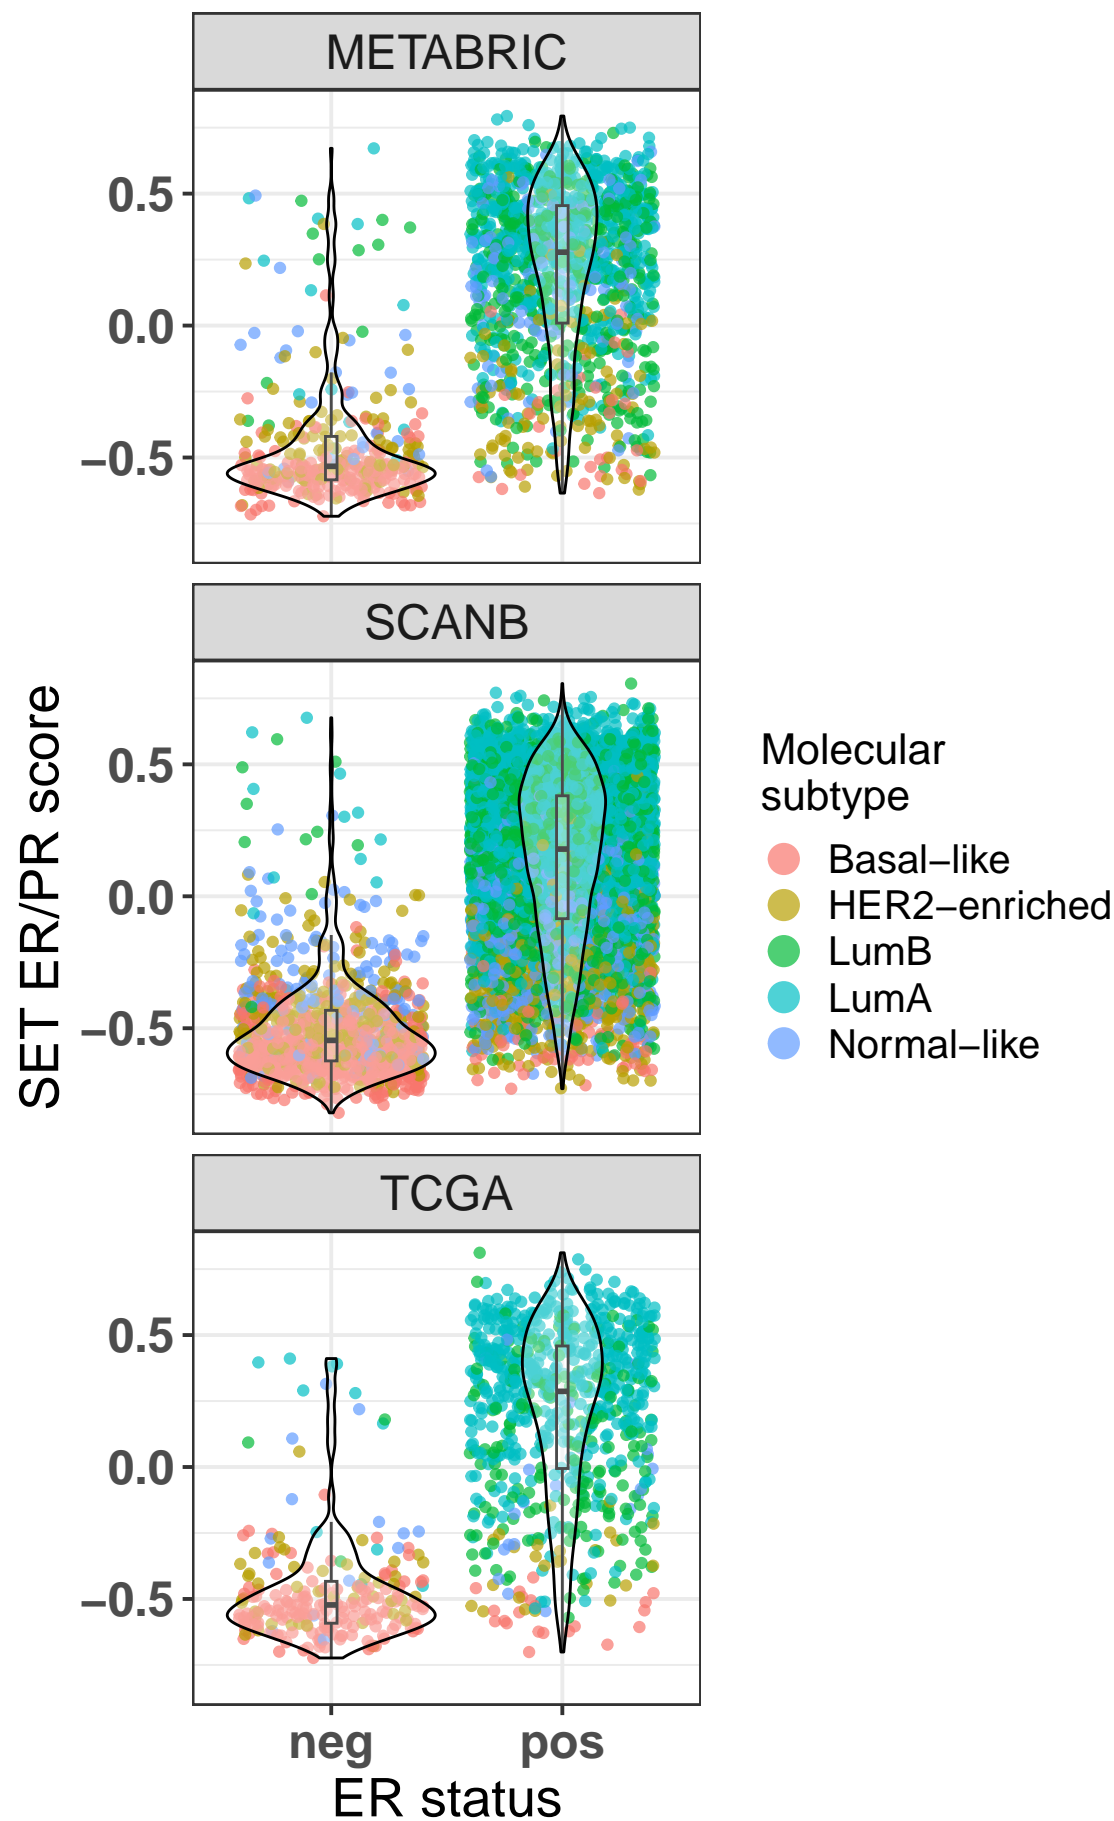 METABRIC
0.5
0.0
−0.5
SCANB
0.5
0.0
−0.5
TCGA
0.5
0.0
−0.5
neg pos
ER status
SET ER/PR score
Molecular
subtype
Basal−like
HER2−enriched
LumB
LumA
Normal−like